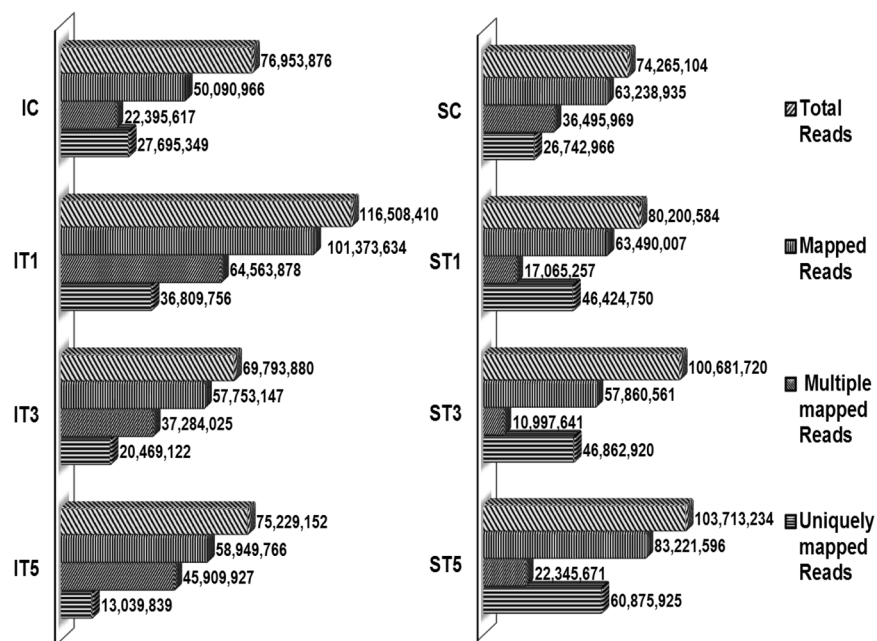 IC
76,953,876
50,090,966
22,395,617
27,695,349
IT1
116,508,410
101,373,634
64,563,878
36,809,756
IT3
69,793,880
57,753,147
37,284,025
20,469,122
IT5
75,229,152
58,949,766
45,909,927
13,039,839
SC
74,265,104
63,238,935
36,495,969
26,742,966
ST1
80,200,584
63,490,007
17,065,257
46,424,750
ST3
100,681,720
57,860,561
10,997,641
46,862,920
ST5
103,713,234
83,221,596
22,345,671
60,875,925
Total
Reads
Mapped
Reads
Multiple
mapped
Reads
Uniquely
mapped
Reads